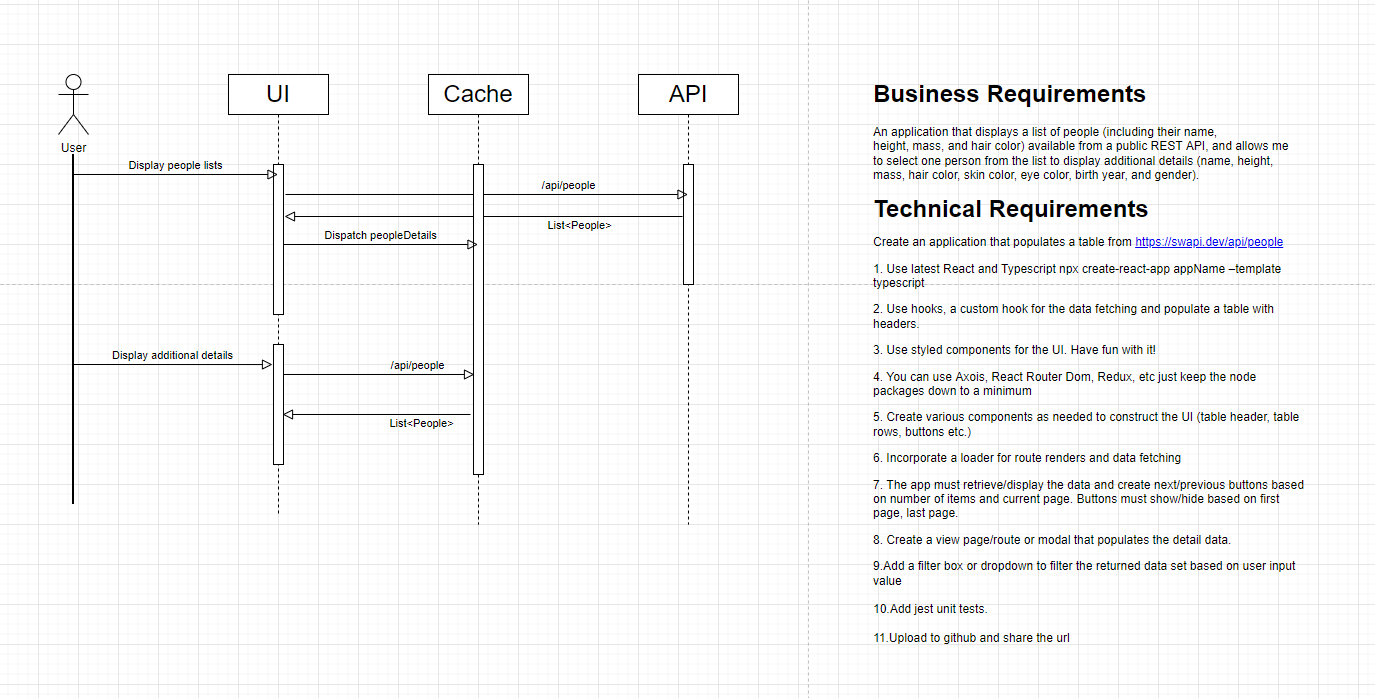 UI
Cache
API
User
Display people lists
/api/people
List<People>
Dispatch peopleDetails
Display additional details
/api/people
List<People>
Business Requirements
An application that displays a list of people (including their name,
height, mass, and hair color) available from a public REST API, and allows me
to select one person from the list to display additional details (name, height,
mass, hair color, skin color, eye color, birth year, and gender).
Technical Requirements
Create an application that populates a table from https://swapi.dev/api/people
1. Use latest React and Typescript npx create-react-app appName –template
typescript
2. Use hooks, a custom hook for the data fetching and populate a table with
headers.
3. Use styled components for the UI. Have fun with it!
4. You can use Axois, React Router Dom, Redux, etc just keep the node
packages down to a minimum
5. Create various components as needed to construct the UI (table header, table
rows, buttons etc.)
6. Incorporate a loader for route renders and data fetching
7. The app must retrieve/display the data and create next/previous buttons based
on number of items and current page. Buttons must show/hide based on first
page, last page.
8. Create a view page/route or modal that populates the detail data.
9.Add a filter box or dropdown to filter the returned data set based on user input
value
10.Add jest unit tests.
11.Upload to github and share the url